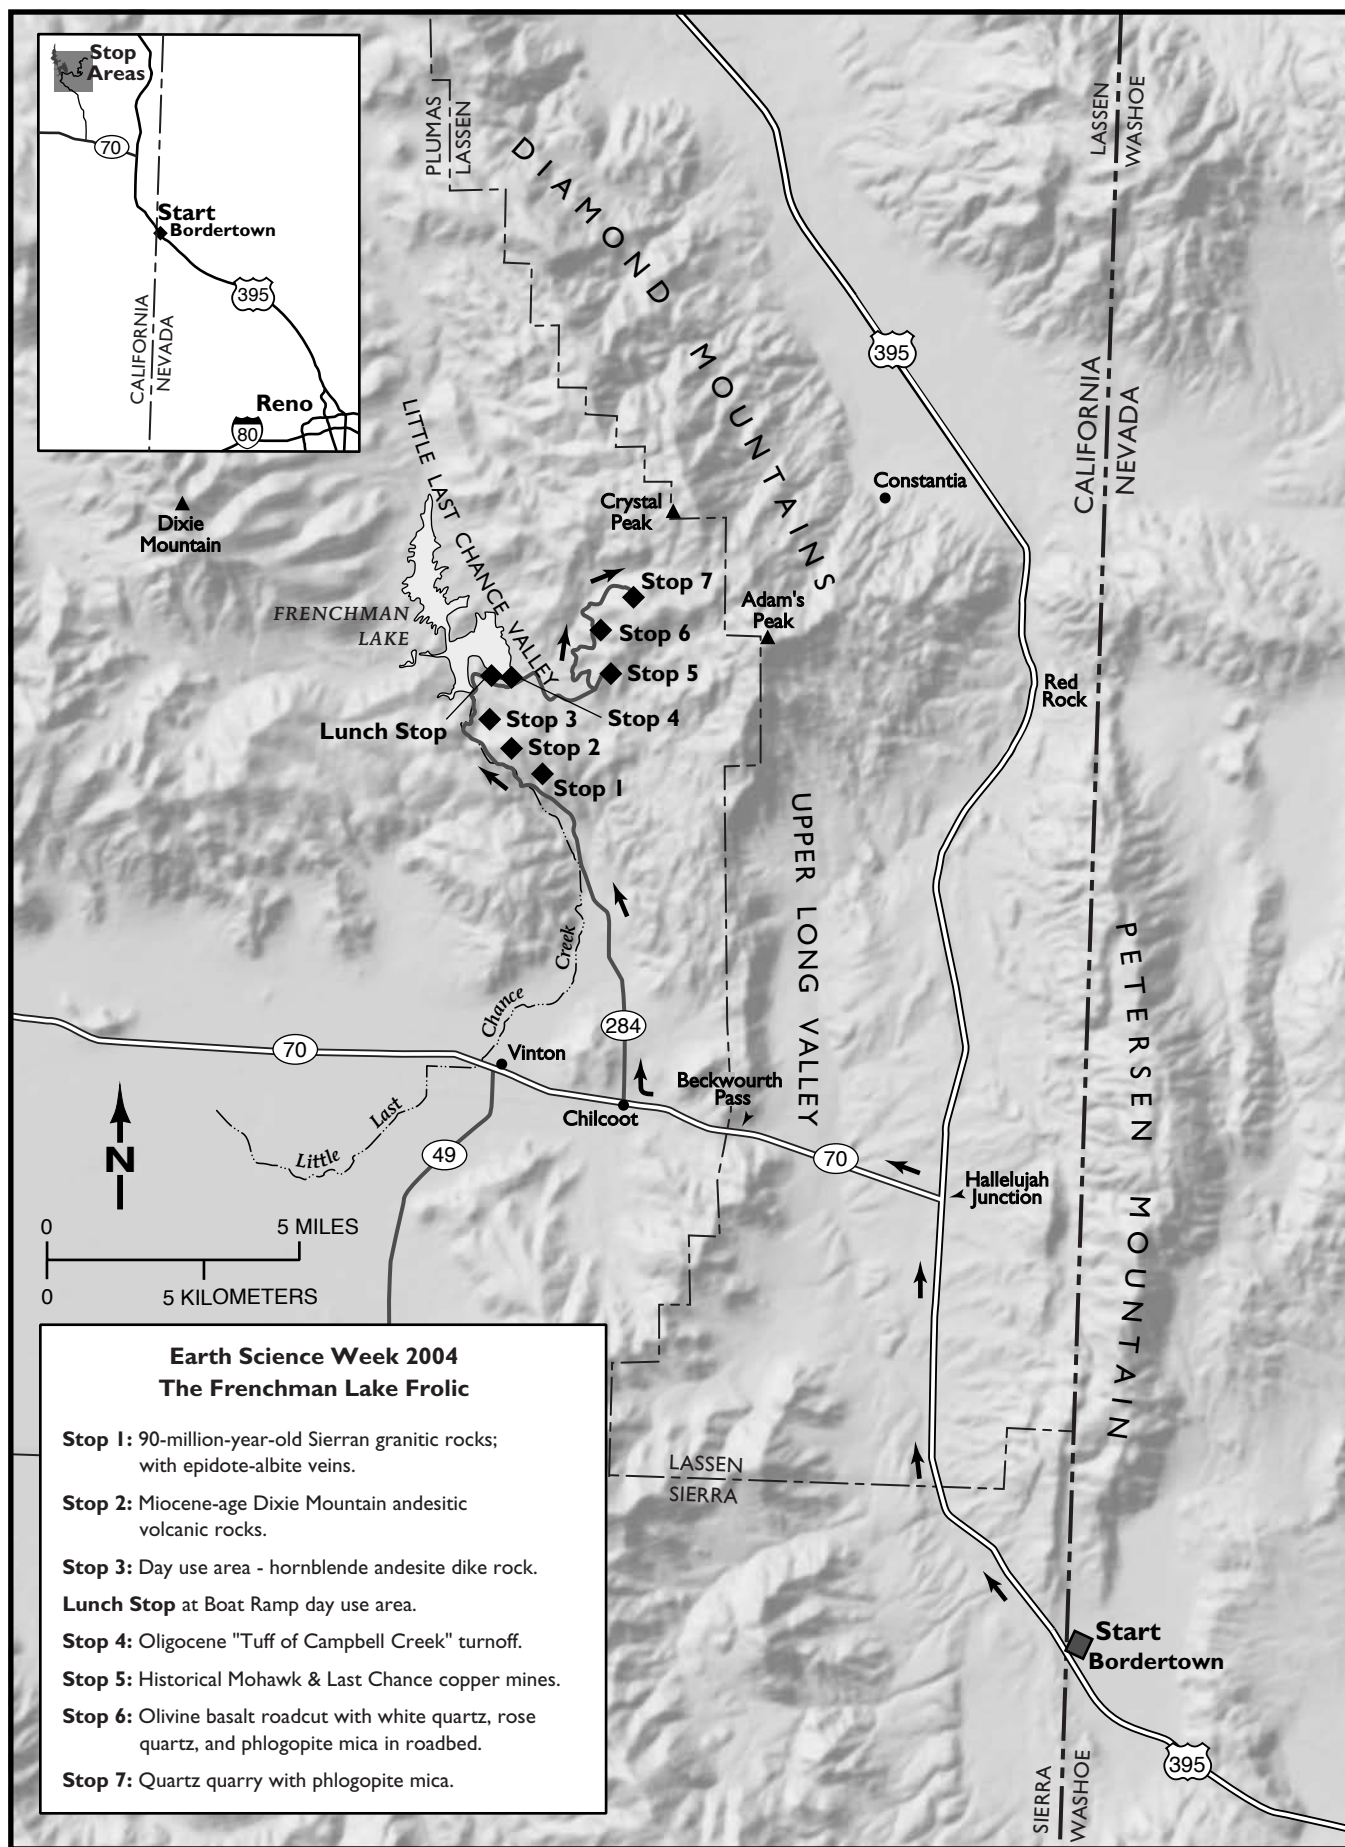 Stop
Areas
70
Start
Bordertown
395
CALIFORNIA
NEVADA
Reno
80
PLUMAS
LASSEN
DIAMOND MOUNTAINS
LASSEN
WASHOE
395
CALIFORNIA
NEVADA
Constantia
Crystal
Peak
Dixie
Mountain
LITTLE LAST CHANCE VALLEY
FRENCHMAN
LAKE
Stop 7
Adam's
Peak
Stop 6
Stop 5
Red
Rock
Stop 4
Stop 3
Lunch Stop
Stop 2
Stop 1
UPPER LONG VALLEY
PETERSEN MOUNTAIN
Little Last Chance Creek
284
70
Vinton
Beckwourth
Pass
Chilcoot
49
70
Hallelujah
Junction
N
0
5 MILES
0
5 KILOMETERS
LASSEN
SIERRA
Start
Bordertown
395
SIERRA
WASHOE
Earth Science Week 2004
The Frenchman Lake Frolic
Stop 1: 90-million-year-old Sierran granitic rocks;
with epidote-albite veins.
Stop 2: Miocene-age Dixie Mountain andesitic
volcanic rocks.
Stop 3: Day use area - hornblende andesite dike rock.
Lunch Stop at Boat Ramp day use area.
Stop 4: Oligocene "Tuff of Campbell Creek" turnoff.
Stop 5: Historical Mohawk & Last Chance copper mines.
Stop 6: Olivine basalt roadcut with white quartz, rose
quartz, and phlogopite mica in roadbed.
Stop 7: Quartz quarry with phlogopite mica.